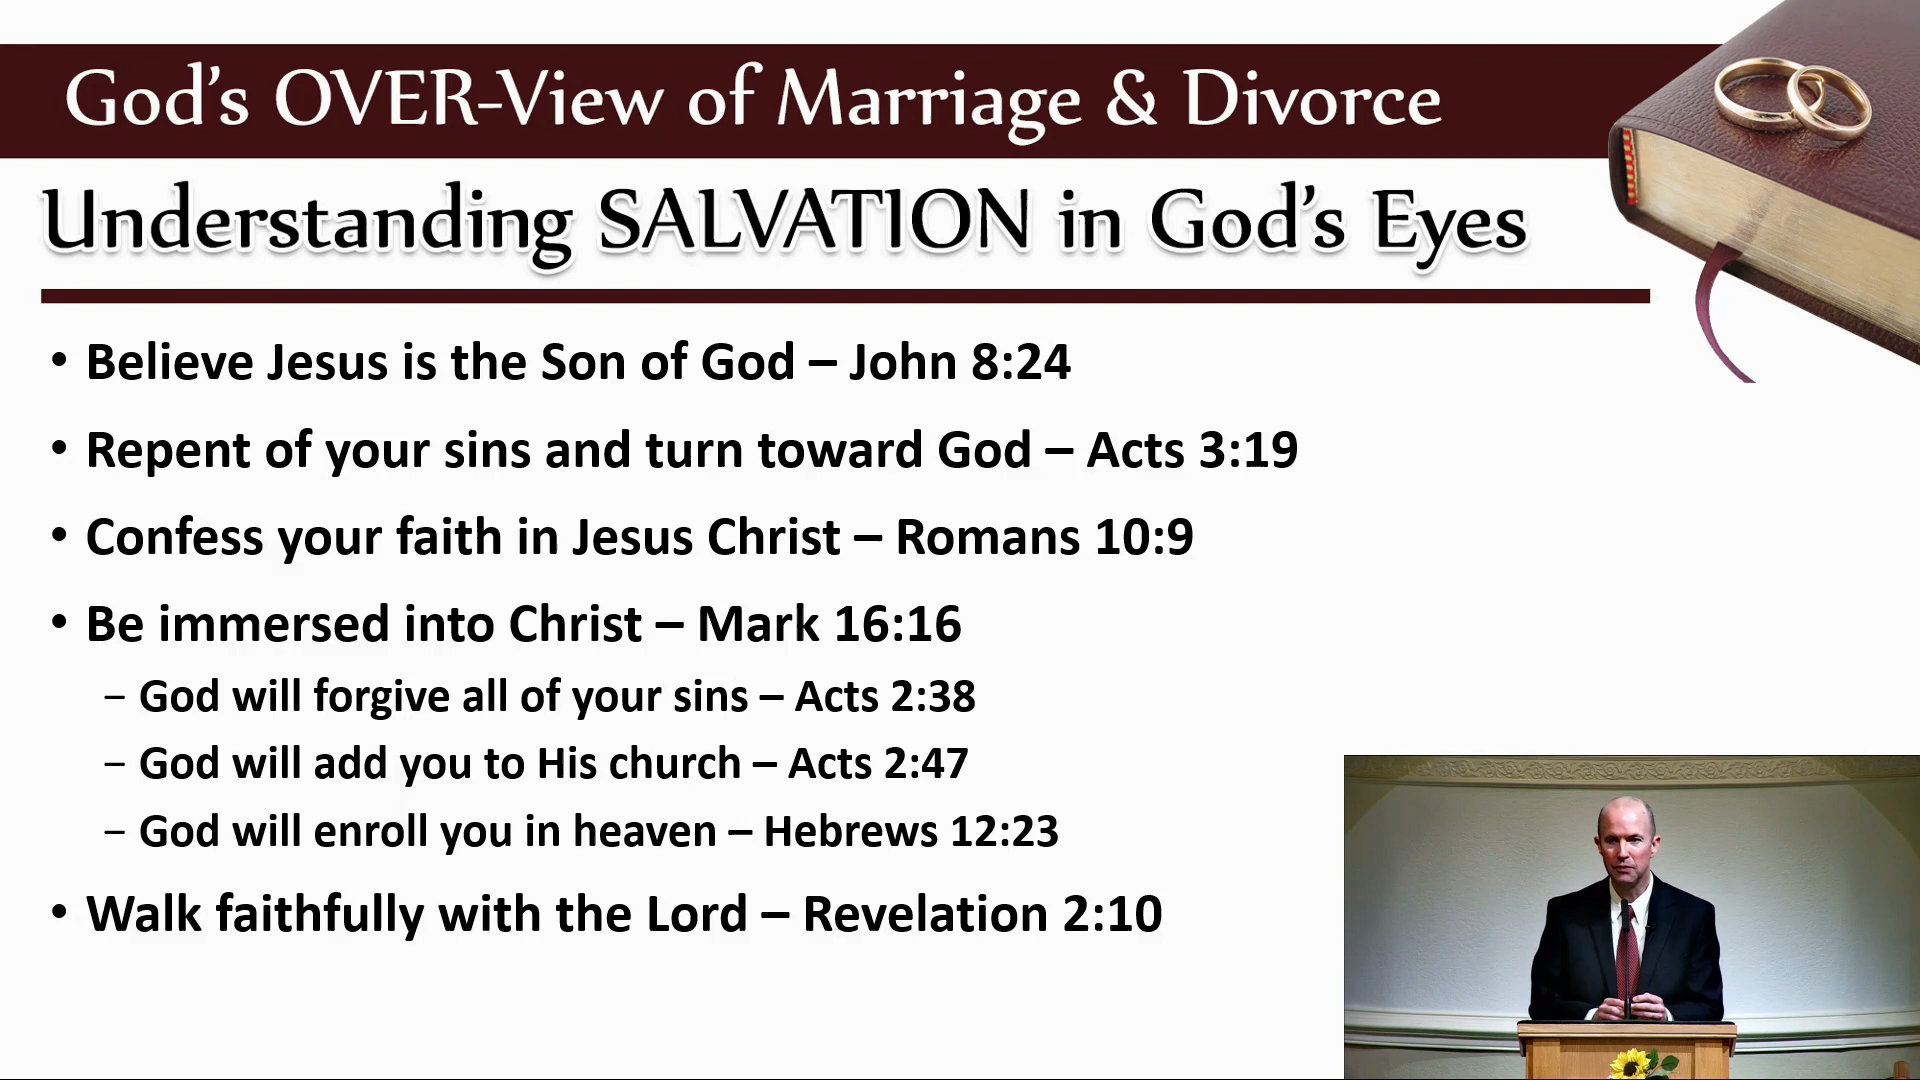 God's OVER-View of Marriage & Divorce
Understanding SALVATION in God's Eyes
• Believe Jesus is the Son of God – John 8:24
• Repent of your sins and turn toward God – Acts 3:19
• Confess your faith in Jesus Christ – Romans 10:9
• Be immersed into Christ – Mark 16:16
– God will forgive all of your sins – Acts 2:38
– God will add you to His church – Acts 2:47
– God will enroll you in heaven – Hebrews 12:23
• Walk faithfully with the Lord – Revelation 2:10